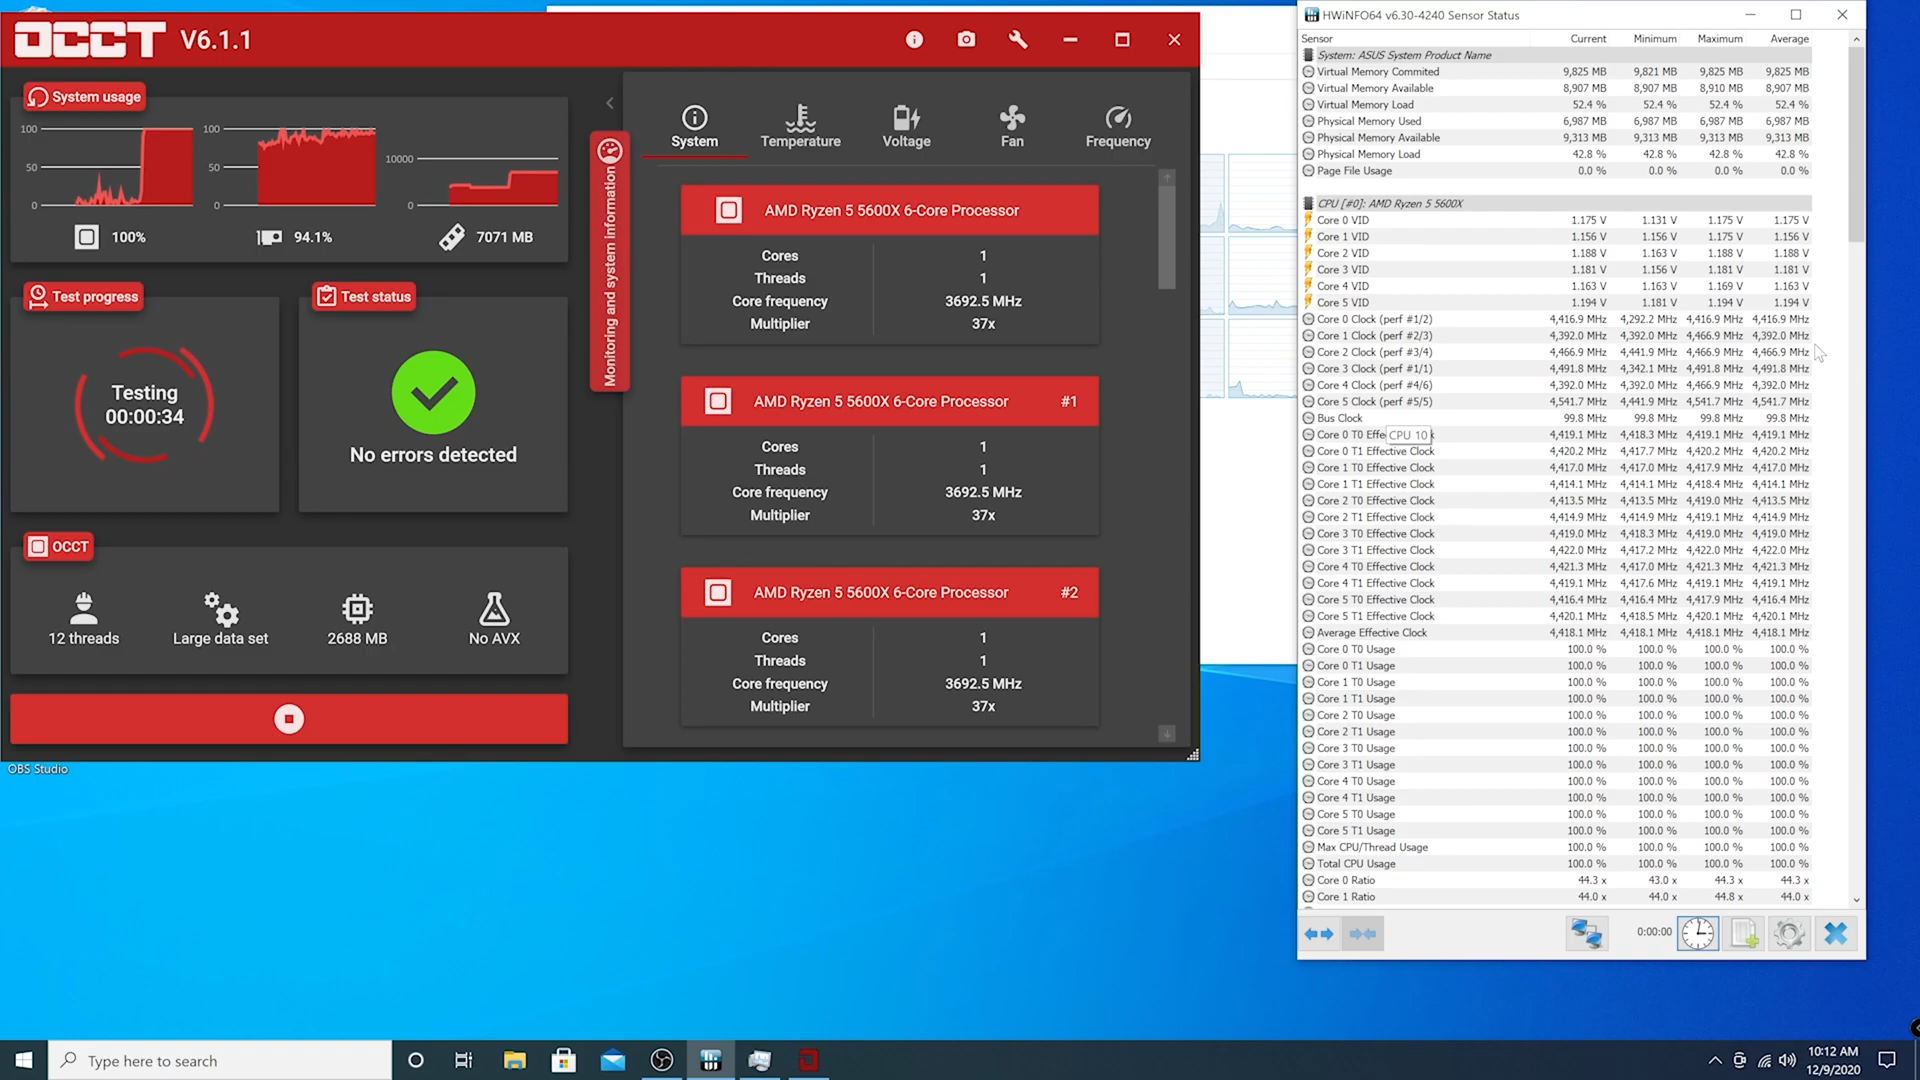 OCCT V6.1.1
System usage
100
50
0
100
50
0
10000
0
100%
94.1%
7071 MB
Test progress
Testing
00:00:34
Test status
No errors detected
OCCT
12 threads
Large data set
2688 MB
No AVX
OBS Studio
Monitoring and system information
System
Temperature
Voltage
Fan
Frequency
AMD Ryzen 5 5600X 6-Core Processor
Cores 1
Threads 1
Core frequency 3692.5 MHz
Multiplier 37x
AMD Ryzen 5 5600X 6-Core Processor #1
Cores 1
Threads 1
Core frequency 3692.5 MHz
Multiplier 37x
AMD Ryzen 5 5600X 6-Core Processor #2
Cores 1
Threads 1
Core frequency 3692.5 MHz
Multiplier 37x
HWiNFO64 v6.30-4240 Sensor Status
Sensor Current Minimum Maximum Average
System: ASUS System Product Name
Virtual Memory Commited 9,825 MB 9,821 MB 9,825 MB 9,825 MB
Virtual Memory Available 8,907 MB 8,907 MB 8,910 MB 8,907 MB
Virtual Memory Load 52.4 % 52.4 % 52.4 % 52.4 %
Physical Memory Used 6,987 MB 6,987 MB 6,987 MB 6,987 MB
Physical Memory Available 9,313 MB 9,313 MB 9,313 MB 9,313 MB
Physical Memory Load 42.8 % 42.8 % 42.8 % 42.8 %
Page File Usage 0.0 % 0.0 % 0.0 % 0.0 %
CPU [#0]: AMD Ryzen 5 5600X
Core 0 VID 1.175 V 1.131 V 1.175 V 1.175 V
Core 1 VID 1.156 V 1.156 V 1.175 V 1.156 V
Core 2 VID 1.188 V 1.163 V 1.188 V 1.188 V
Core 3 VID 1.181 V 1.156 V 1.181 V 1.181 V
Core 4 VID 1.163 V 1.163 V 1.169 V 1.163 V
Core 5 VID 1.194 V 1.181 V 1.194 V 1.194 V
Core 0 Clock (perf #1/2) 4,416.9 MHz 4,292.2 MHz 4,416.9 MHz 4,416.9 MHz
Core 1 Clock (perf #2/3) 4,392.0 MHz 4,392.0 MHz 4,466.9 MHz 4,392.0 MHz
Core 2 Clock (perf #3/4) 4,466.9 MHz 4,441.9 MHz 4,466.9 MHz 4,466.9 MHz
Core 3 Clock (perf #1/1) 4,491.8 MHz 4,342.1 MHz 4,491.8 MHz 4,491.8 MHz
Core 4 Clock (perf #4/6) 4,392.0 MHz 4,392.0 MHz 4,466.9 MHz 4,392.0 MHz
Core 5 Clock (perf #5/5) 4,541.7 MHz 4,441.9 MHz 4,541.7 MHz 4,541.7 MHz
Bus Clock 99.8 MHz 99.8 MHz 99.8 MHz 99.8 MHz
Core 0 T0 Effe CPU 10 k 4,419.1 MHz 4,418.3 MHz 4,419.1 MHz 4,419.1 MHz
Core 0 T1 Effective Clock 4,420.2 MHz 4,417.7 MHz 4,420.2 MHz 4,420.2 MHz
Core 1 T0 Effective Clock 4,417.0 MHz 4,417.0 MHz 4,417.9 MHz 4,417.0 MHz
Core 1 T1 Effective Clock 4,414.1 MHz 4,414.1 MHz 4,418.4 MHz 4,414.1 MHz
Core 2 T0 Effective Clock 4,413.5 MHz 4,413.5 MHz 4,419.0 MHz 4,413.5 MHz
Core 2 T1 Effective Clock 4,414.9 MHz 4,414.9 MHz 4,419.1 MHz 4,414.9 MHz
Core 3 T0 Effective Clock 4,419.0 MHz 4,418.3 MHz 4,419.0 MHz 4,419.0 MHz
Core 3 T1 Effective Clock 4,422.0 MHz 4,417.2 MHz 4,422.0 MHz 4,422.0 MHz
Core 4 T0 Effective Clock 4,421.3 MHz 4,417.0 MHz 4,421.3 MHz 4,421.3 MHz
Core 4 T1 Effective Clock 4,419.1 MHz 4,417.6 MHz 4,419.1 MHz 4,419.1 MHz
Core 5 T0 Effective Clock 4,416.4 MHz 4,416.4 MHz 4,417.9 MHz 4,416.4 MHz
Core 5 T1 Effective Clock 4,420.1 MHz 4,418.5 MHz 4,420.1 MHz 4,420.1 MHz
Average Effective Clock 4,418.1 MHz 4,418.1 MHz 4,418.1 MHz 4,418.1 MHz
Core 0 T0 Usage 100.0 % 100.0 % 100.0 % 100.0 %
Core 0 T1 Usage 100.0 % 100.0 % 100.0 % 100.0 %
Core 1 T0 Usage 100.0 % 100.0 % 100.0 % 100.0 %
Core 1 T1 Usage 100.0 % 100.0 % 100.0 % 100.0 %
Core 2 T0 Usage 100.0 % 100.0 % 100.0 % 100.0 %
Core 2 T1 Usage 100.0 % 100.0 % 100.0 % 100.0 %
Core 3 T0 Usage 100.0 % 100.0 % 100.0 % 100.0 %
Core 3 T1 Usage 100.0 % 100.0 % 100.0 % 100.0 %
Core 4 T0 Usage 100.0 % 100.0 % 100.0 % 100.0 %
Core 4 T1 Usage 100.0 % 100.0 % 100.0 % 100.0 %
Core 5 T0 Usage 100.0 % 100.0 % 100.0 % 100.0 %
Core 5 T1 Usage 100.0 % 100.0 % 100.0 % 100.0 %
Max CPU/Thread Usage 100.0 % 100.0 % 100.0 % 100.0 %
Total CPU Usage 100.0 % 100.0 % 100.0 % 100.0 %
Core 0 Ratio 44.3 x 43.0 x 44.3 x 44.3 x
Core 1 Ratio 44.0 x 44.0 x 44.8 x 44.0 x
0:00:00
Type here to search
10:12 AM
12/9/2020